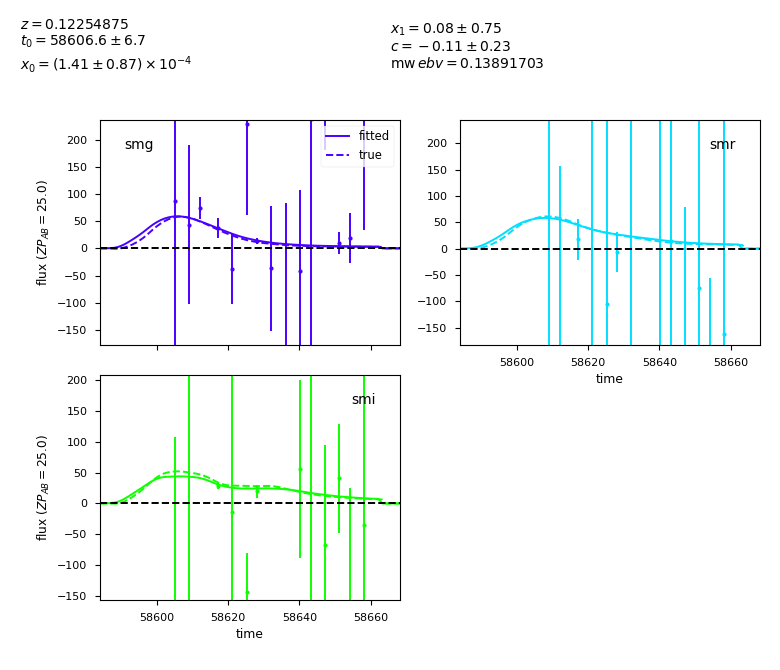 z = 0.12254875
t₀ = 58606.6 ± 6.7
x₀ = (1.41 ± 0.87) × 10⁻⁴
x₁ = 0.08 ± 0.75
c = −0.11 ± 0.23
mw ebv = 0.13891703
smg
fitted
true
200
150
100
50
0
−50
−100
−150
flux (ZP_AB = 25.0)
smr
200
150
100
50
0
−50
−100
−150
58600 58620 58640 58660
time
smi
200
150
100
50
0
−50
−100
−150
flux (ZP_AB = 25.0)
58600 58620 58640 58660
time